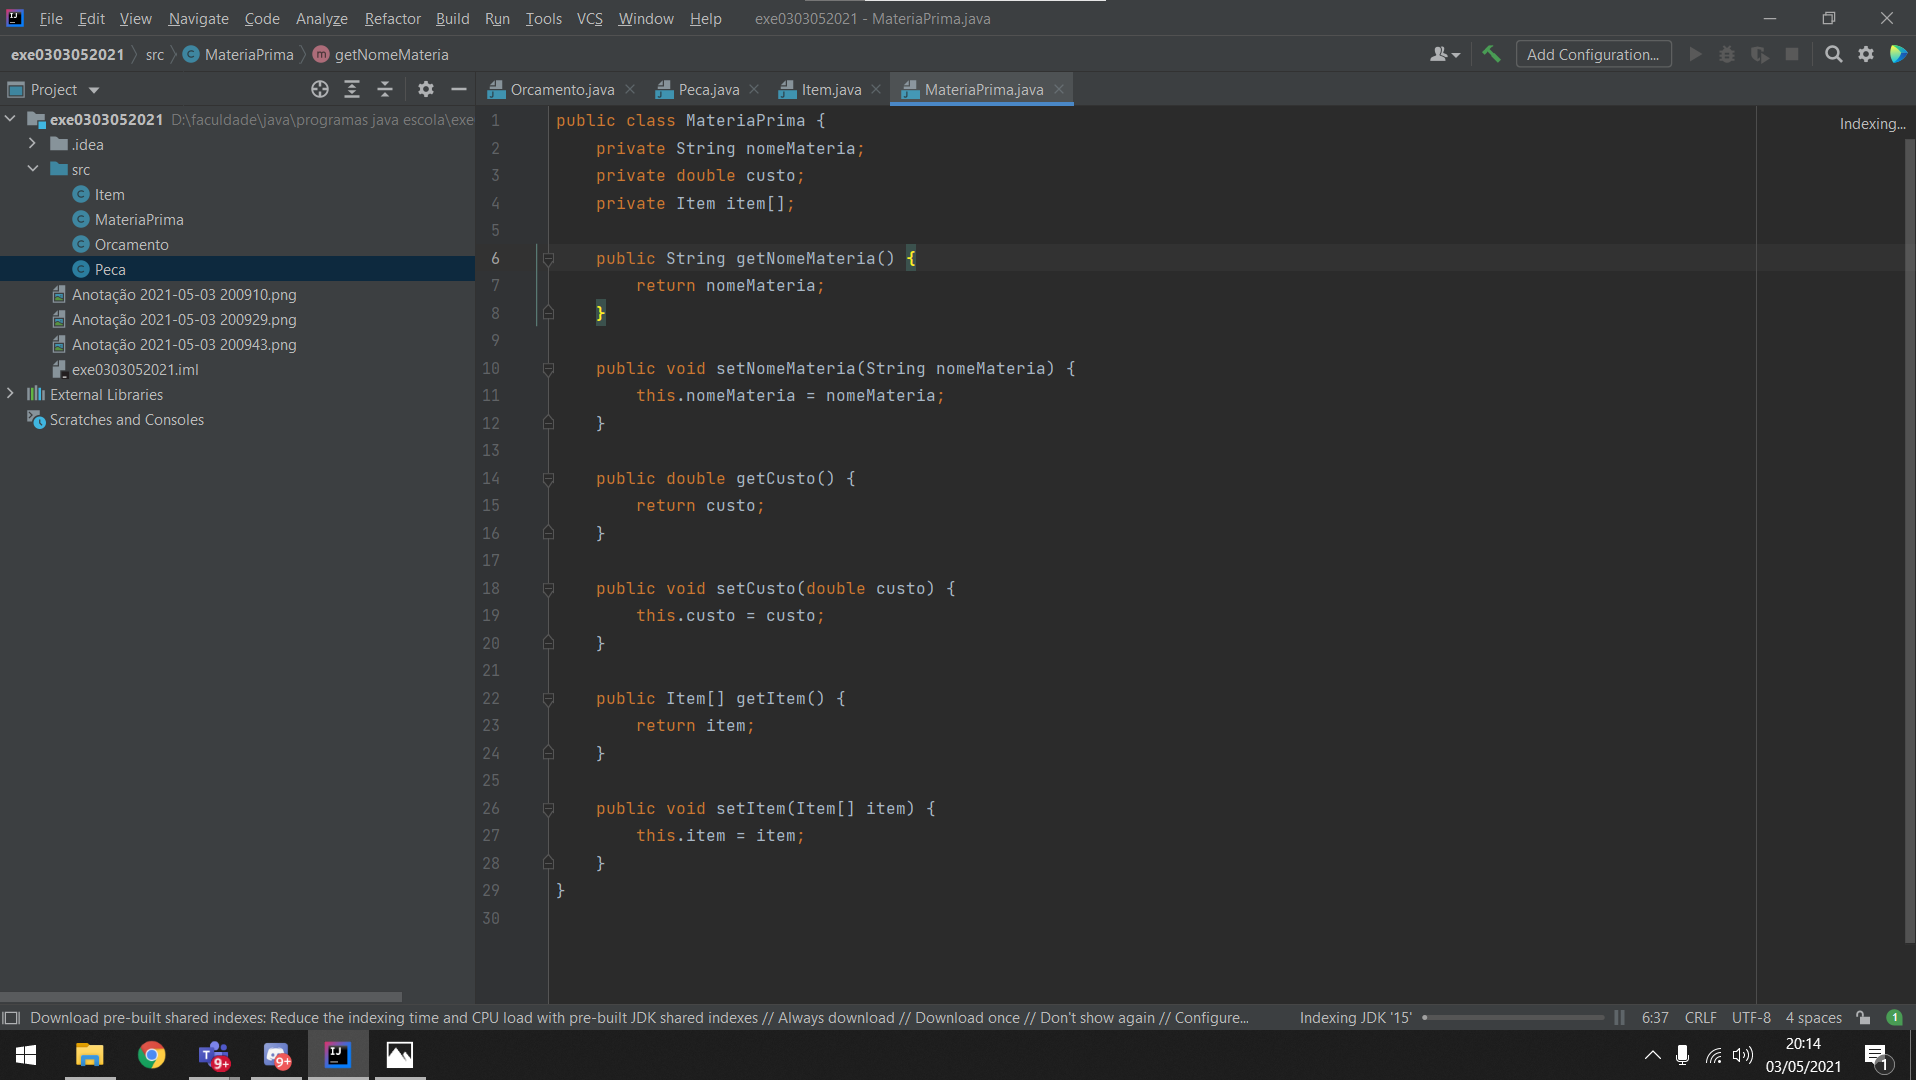 File Edit View Navigate Code Analyze Refactor Build Run Tools VCS Window Help exe0303052021 - MateriaPrima.java
exe0303052021 src MateriaPrima getNomeMateria Add Configuration...
Project
Orcamento.java Peca.java Item.java MateriaPrima.java
exe0303052021 D:\faculdade\java\programas java escola\exe
.idea
src
Item
MateriaPrima
Orcamento
Peca
Anotação 2021-05-03 200910.png
Anotação 2021-05-03 200929.png
Anotação 2021-05-03 200943.png
exe0303052021.iml
External Libraries
Scratches and Consoles
Indexing...
1 public class MateriaPrima {
2 private String nomeMateria;
3 private double custo;
4 private Item item[];
5
6 public String getNomeMateria() {
7 return nomeMateria;
8 }
9
10 public void setNomeMateria(String nomeMateria) {
11 this.nomeMateria = nomeMateria;
12 }
13
14 public double getCusto() {
15 return custo;
16 }
17
18 public void setCusto(double custo) {
19 this.custo = custo;
20 }
21
22 public Item[] getItem() {
23 return item;
24 }
25
26 public void setItem(Item[] item) {
27 this.item = item;
28 }
29 }
30
Download pre-built shared indexes: Reduce the indexing time and CPU load with pre-built JDK shared indexes // Always download // Download once // Don't show again // Configure... Indexing JDK '15' 6:37 CRLF UTF-8 4 spaces 1
9+ 9+ 20:14
03/05/2021 1